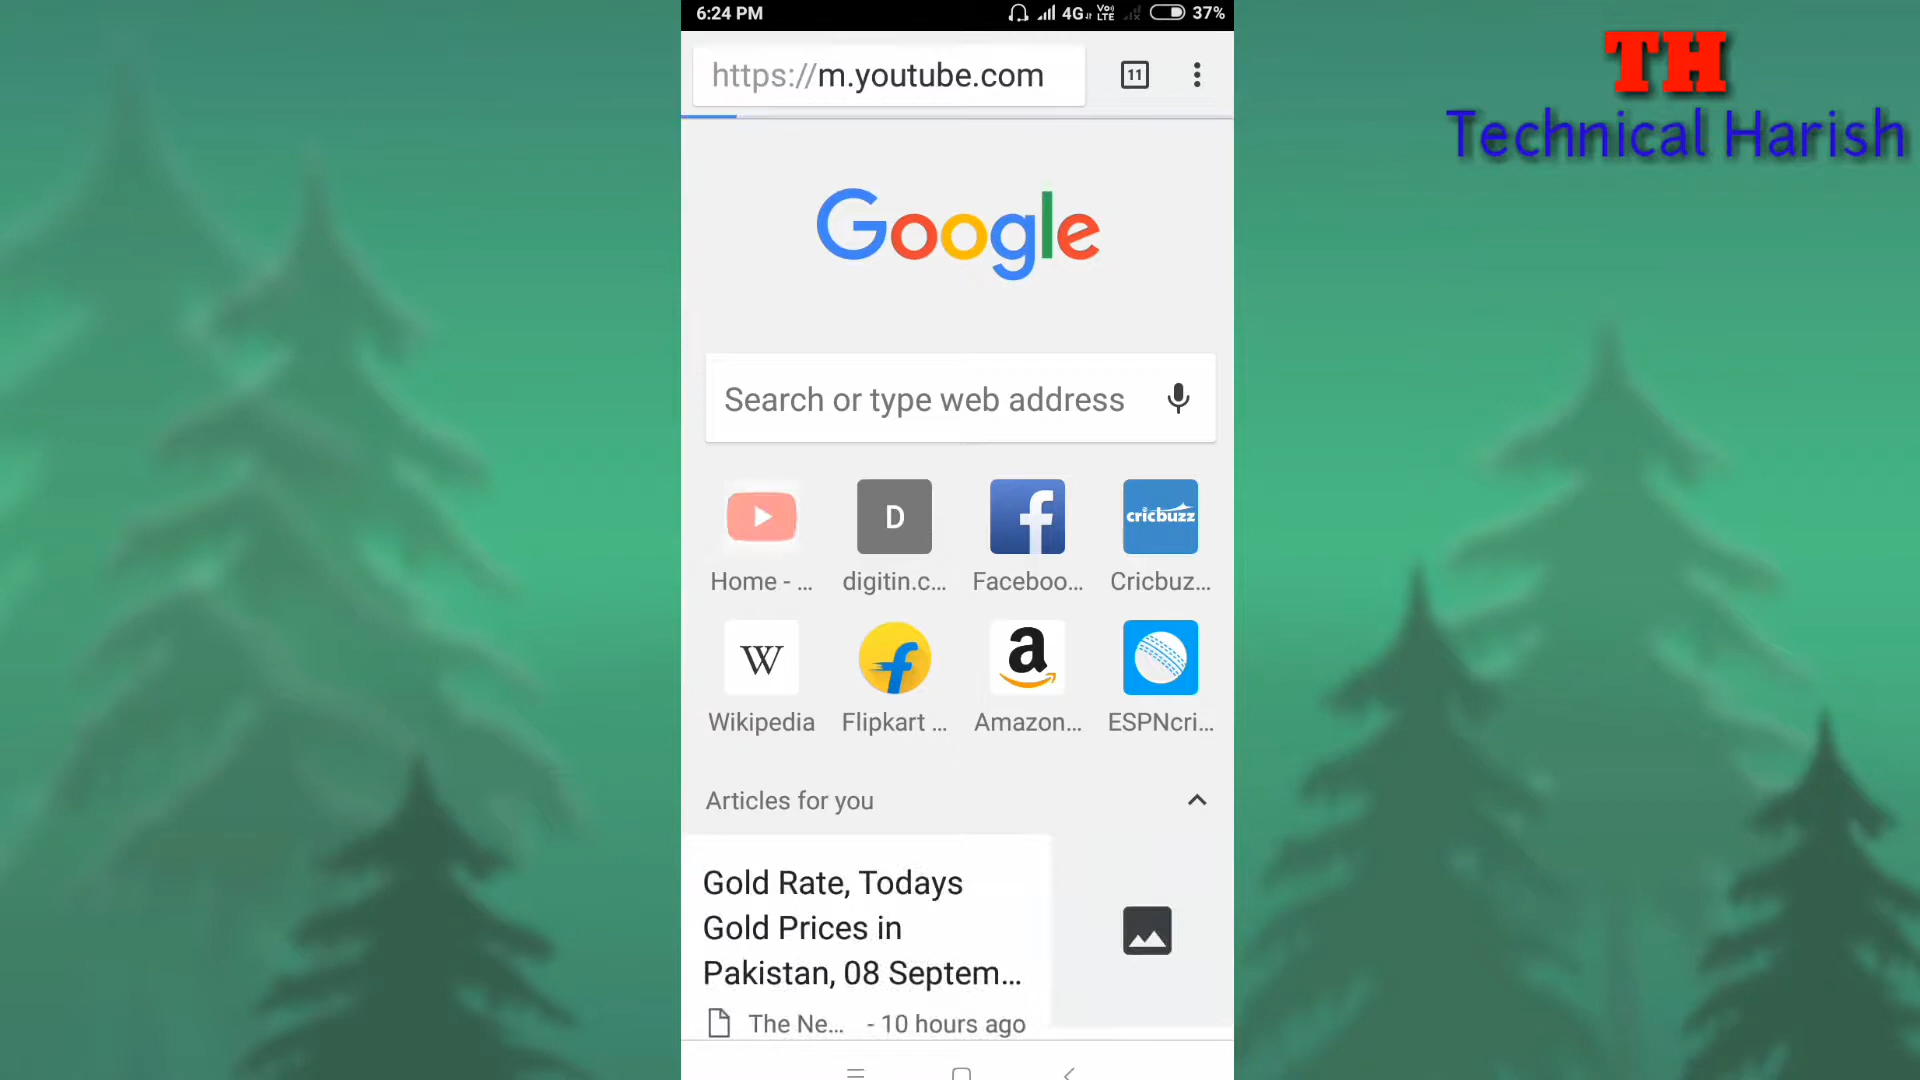 6:24 PM 4G VoLTE 37%
TH
Technical Harish
https://m.youtube.com 11
Google
Search or type web address
D
cricbuzz
Home - ... digitin.c... Faceboo... Cricbuz...
W
Wikipedia Flipkart ... Amazon... ESPNcri...
Articles for you
Gold Rate, Todays
Gold Prices in
Pakistan, 08 Septem...
The Ne... - 10 hours ago